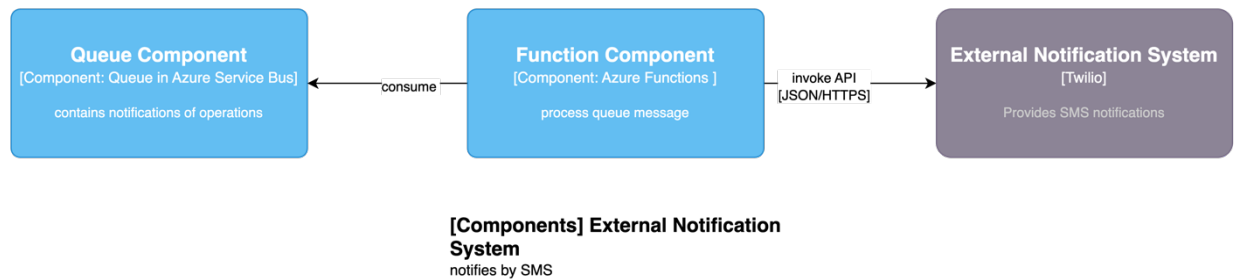 Queue Component
[Component: Queue in Azure Service Bus]
contains notifications of operations
consume
Function Component
[Component: Azure Functions ]
process queue message
invoke API
[JSON/HTTPS]
External Notification System
[Twilio]
Provides SMS notifications
[Components] External Notification
System
notifies by SMS